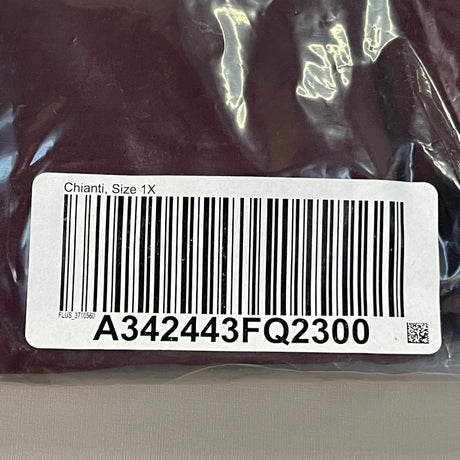 Chianti, Size 1X
FLUS_3710560
A342443FQ2300